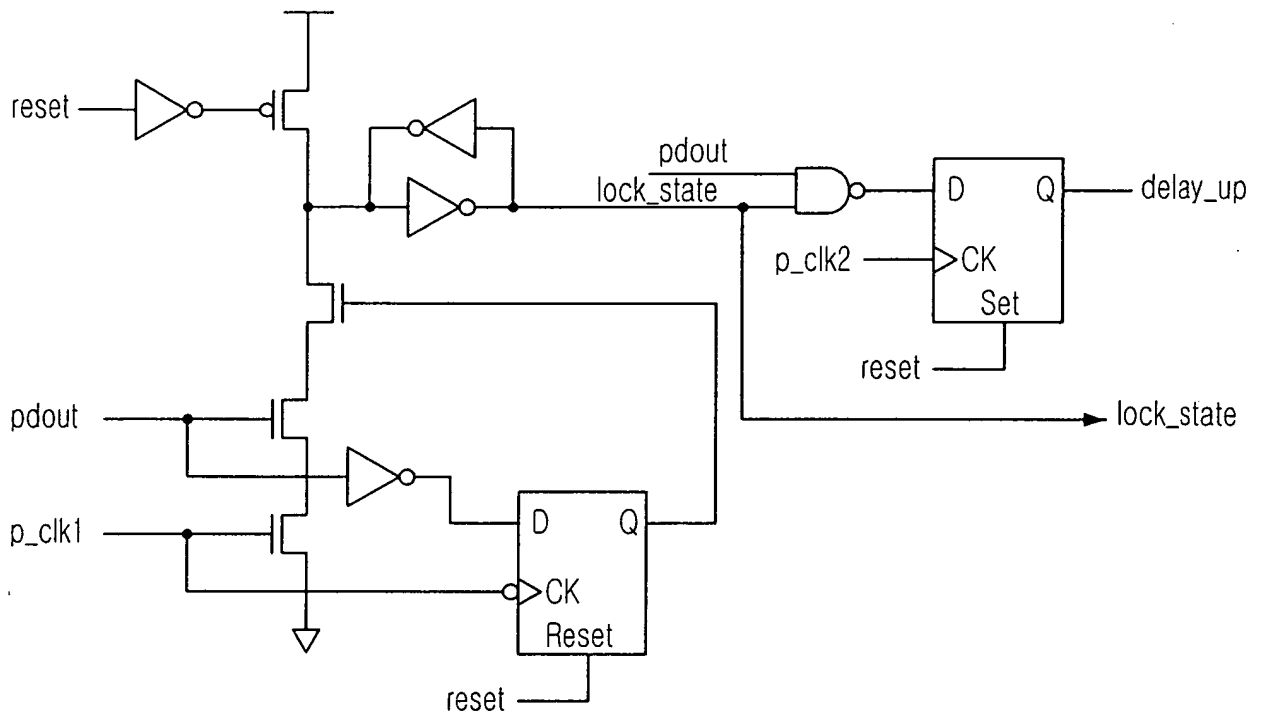 reset
pdout
lock_state
D
Q
delay_up
p_clk2
CK
Set
reset
pdout
lock_state
p_clk1
D
Q
CK
Reset
reset